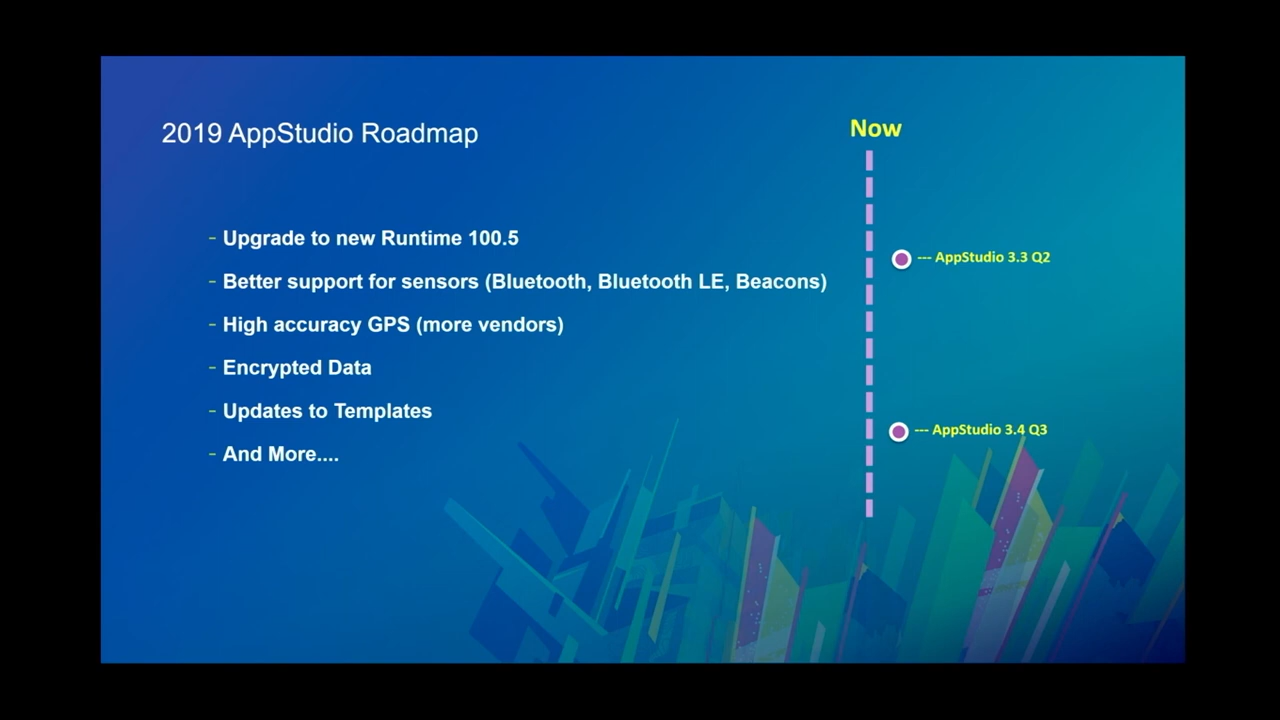 2019 AppStudio Roadmap
Now
- Upgrade to new Runtime 100.5
- Better support for sensors (Bluetooth, Bluetooth LE, Beacons)
- High accuracy GPS (more vendors)
- Encrypted Data
- Updates to Templates
- And More....
--- AppStudio 3.3 Q2
--- AppStudio 3.4 Q3